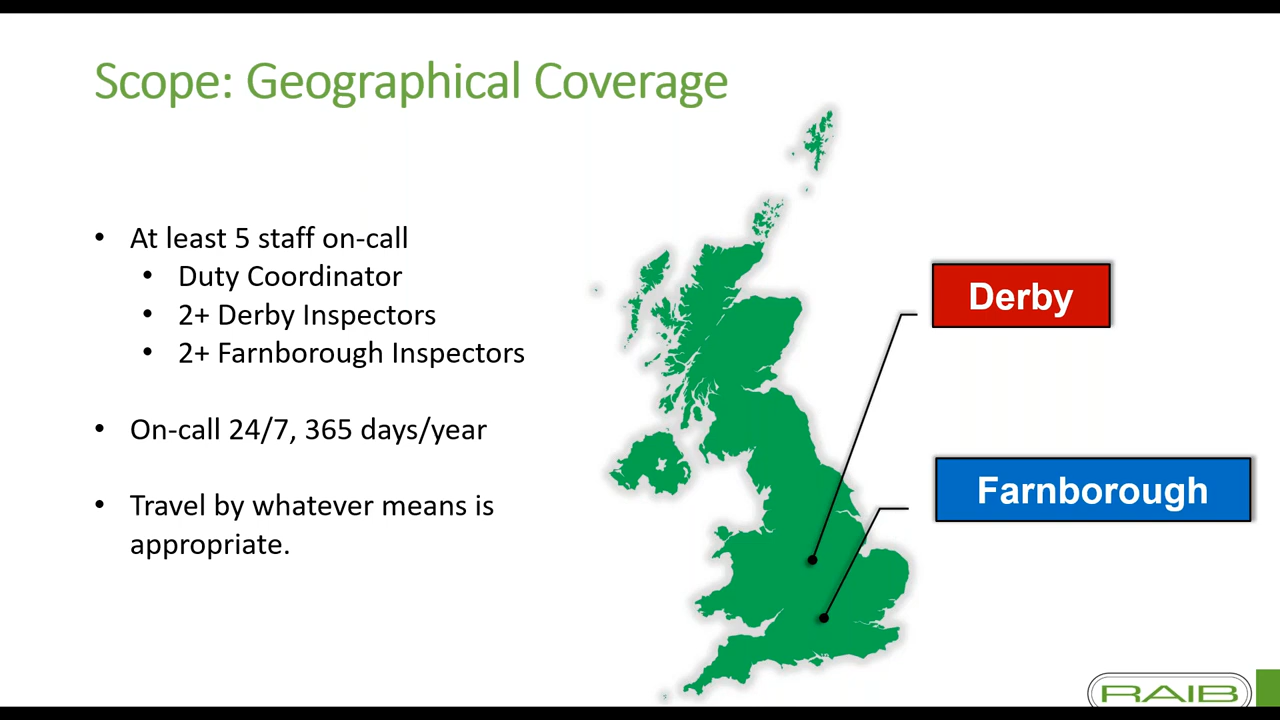 Scope: Geographical Coverage
• At least 5 staff on-call
• Duty Coordinator
• 2+ Derby Inspectors
• 2+ Farnborough Inspectors
• On-call 24/7, 365 days/year
• Travel by whatever means is
appropriate.
Derby
Farnborough
RAIB